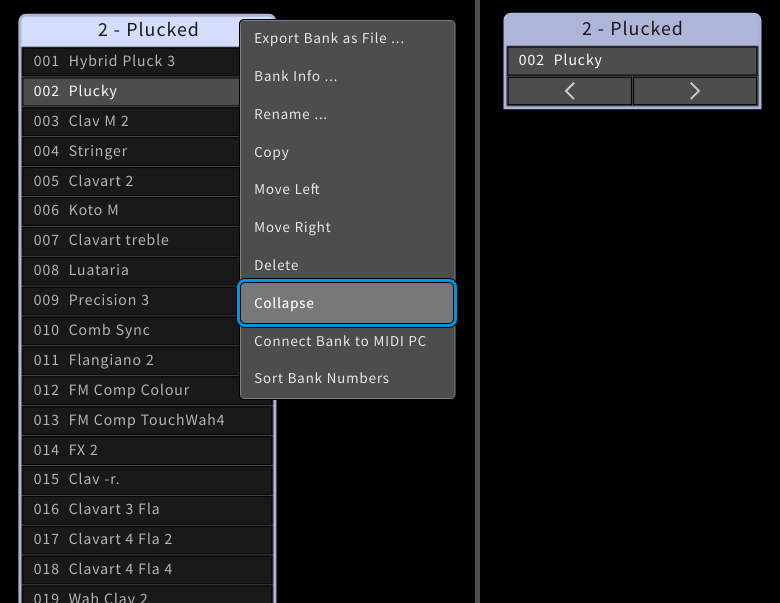 2 - Plucked
001 Hybrid Pluck 3
002 Plucky
003 Clav M 2
004 Stringer
005 Clavart 2
006 Koto M
007 Clavart treble
008 Luataria
009 Precision 3
010 Comb Sync
011 Flangiano 2
012 FM Comp Colour
013 FM Comp TouchWah4
014 FX 2
015 Clav -r.
016 Clavart 3 Fla
017 Clavart 4 Fla 2
018 Clavart 4 Fla 4
019 Wah Clav 2
Export Bank as File ...
Bank Info ...
Rename ...
Copy
Move Left
Move Right
Delete
Collapse
Connect Bank to MIDI PC
Sort Bank Numbers
2 - Plucked
002 Plucky